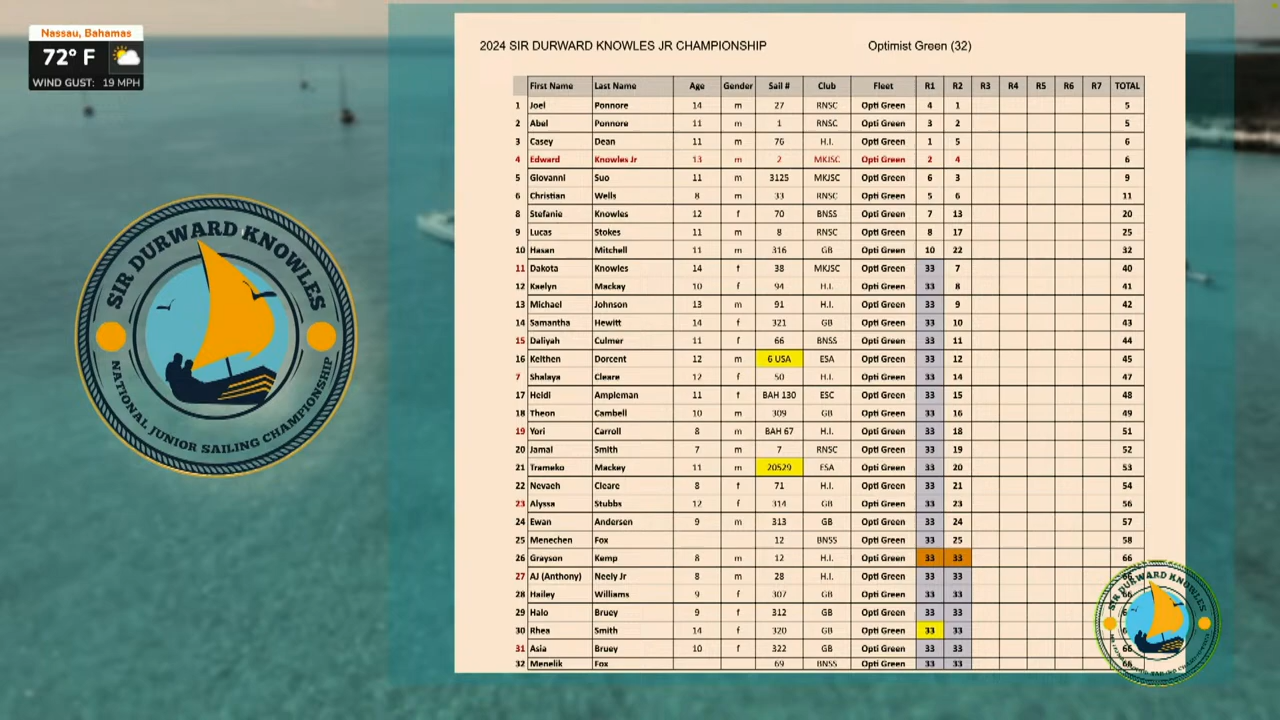 Nassau, Bahamas
72° F
WIND GUST: 19 MPH
SIR DURWARD KNOWLES
NATIONAL JUNIOR SAILING CHAMPIONSHIP
2024 SIR DURWARD KNOWLES JR CHAMPIONSHIP Optimist Green (32)
First Name Last Name Age Gender Sail # Club Fleet R1 R2 R3 R4 R5 R6 R7 TOTAL
1 Joel Ponnore 14 m 27 RNSC Opti Green 4 1 5
2 Abel Ponnore 11 m 1 RNSC Opti Green 3 2 5
3 Casey Dean 11 m 76 H.I. Opti Green 1 5 6
4 Edward Knowles Jr 13 m 2 MKJSC Opti Green 2 4 6
5 Giovanni Suo 11 m 3125 MKJSC Opti Green 6 3 9
6 Christian Wells 8 m 33 RNSC Opti Green 5 6 11
8 Stefanie Knowles 12 f 70 BNSS Opti Green 7 13 20
9 Lucas Stokes 11 m 8 RNSC Opti Green 8 17 25
10 Hasan Mitchell 11 m 316 GB Opti Green 10 22 32
11 Dakota Knowles 14 f 38 MKJSC Opti Green 33 7 40
12 Kaelyn Mackay 10 f 94 H.I. Opti Green 33 8 41
13 Michael Johnson 13 m 91 H.I. Opti Green 33 9 42
14 Samantha Hewitt 14 f 321 GB Opti Green 33 10 43
15 Daliyah Culmer 11 f 66 BNSS Opti Green 33 11 44
16 Kelthen Dorcent 12 m 6 USA ESA Opti Green 33 12 45
7 Shalaya Cleare 12 f 50 H.I. Opti Green 33 14 47
17 Heidi Ampleman 11 f BAH 130 ESC Opti Green 33 15 48
18 Theon Cambell 10 m 309 GB Opti Green 33 16 49
19 Yori Carroll 8 m BAH 67 H.I. Opti Green 33 18 51
20 Jamal Smith 7 m 7 RNSC Opti Green 33 19 52
21 Trameko Mackey 11 m 20529 ESA Opti Green 33 20 53
22 Nevaeh Cleare 8 f 71 H.I. Opti Green 33 21 54
23 Alyssa Stubbs 12 f 314 GB Opti Green 33 23 56
24 Ewan Andersen 9 m 313 GB Opti Green 33 24 57
25 Menechen Fox 12 BNSS Opti Green 33 25 58
26 Grayson Kemp 8 m 12 H.I. Opti Green 33 33 66
27 AJ (Anthony) Neely Jr 8 m 28 H.I. Opti Green 33 33
28 Hailey Williams 9 f 307 GB Opti Green 33 33
29 Halo Bruey 9 f 312 GB Opti Green 33 33
30 Rhea Smith 14 f 320 GB Opti Green 33 33
31 Asia Bruey 10 f 322 GB Opti Green 33 33 66
32 Menelik Fox 69 BNSS Opti Green 33 33 66
SIR DURWARD KNOWLES
NATIONAL JUNIOR SAILING CHAMPIONSHIP